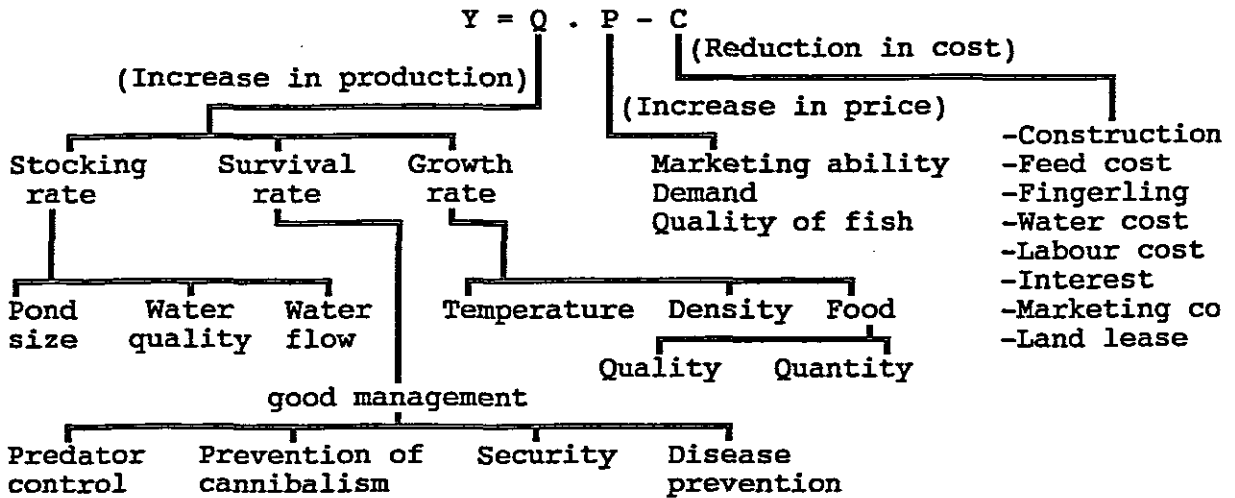 Y = Q . P - C
(Reduction in cost)
(Increase in production)
(Increase in price)
Stocking rate
Survival rate
Growth rate
Marketing ability
Demand
Quality of fish
-Construction
-Feed cost
-Fingerling
-Water cost
-Labour cost
-Interest
-Marketing co
-Land lease
Pond size
Water quality
Water flow
Temperature
Density
Food
Quality
Quantity
good management
Predator control
Prevention of cannibalism
Security
Disease prevention